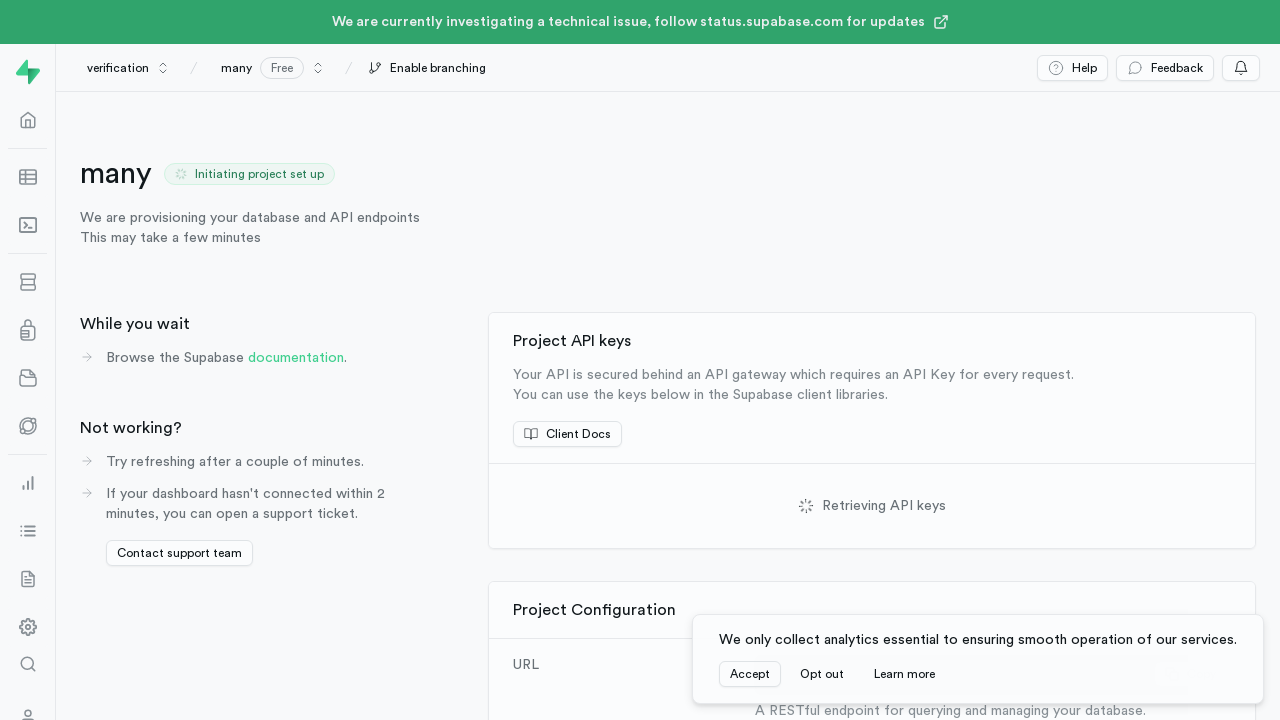 We are currently investigating a technical issue, follow status.supabase.com for updates
verification
many
Free
Enable branching
Help
Feedback
many
Initiating project set up
We are provisioning your database and API endpoints
This may take a few minutes
While you wait
Browse the Supabase documentation.
Not working?
Try refreshing after a couple of minutes.
If your dashboard hasn't connected within 2
minutes, you can open a support ticket.
Contact support team
Project API keys
Your API is secured behind an API gateway which requires an API Key for every request.
You can use the keys below in the Supabase client libraries.
Client Docs
Retrieving API keys
Project Configuration
URL
A RESTful endpoint for querying and managing your database.
We only collect analytics essential to ensuring smooth operation of our services.
Accept
Opt out
Learn more